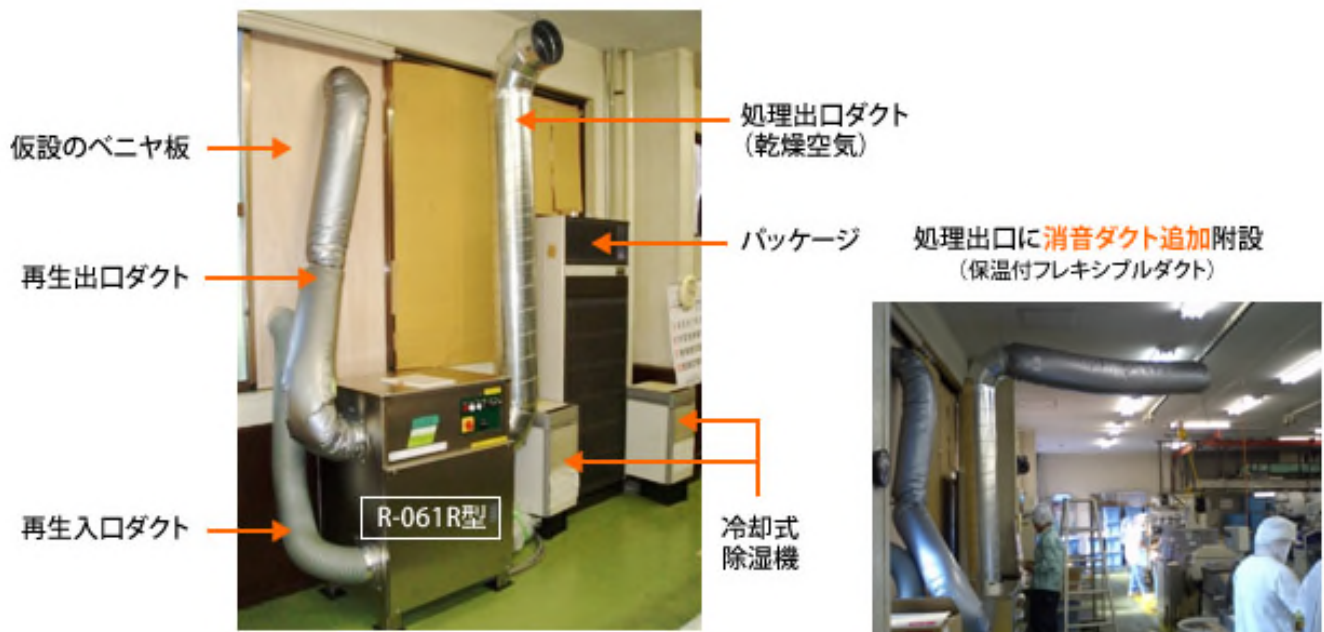 仮設のベニヤ板
再生出口ダクト
再生入口ダクト
R-061R型
処理出口ダクト
（乾燥空気）
パッケージ
冷却式
除湿機
処理出口に消音ダクト追加附設
（保温付フレキシブルダクト）